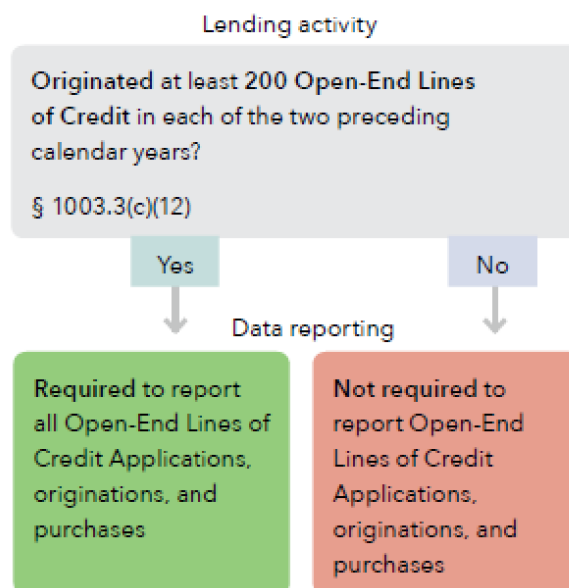 Lending activity
Originated at least 200 Open-End Lines
of Credit in each of the two preceding
calendar years?
§ 1003.3(c)(12)
Yes
No
Data reporting
Required to report
all Open-End Lines of
Credit Applications,
originations, and
purchases
Not required to
report Open-End
Lines of Credit
Applications,
originations, and
purchases